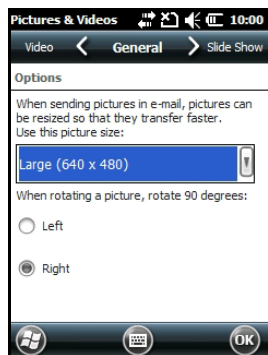 Pictures & Videos 10:00
Video General Slide Show
Options
When sending pictures in e-mail, pictures can
be resized so that they transfer faster.
Use this picture size:
Large (640 x 480)
When rotating a picture, rotate 90 degrees:
Left
Right
OK